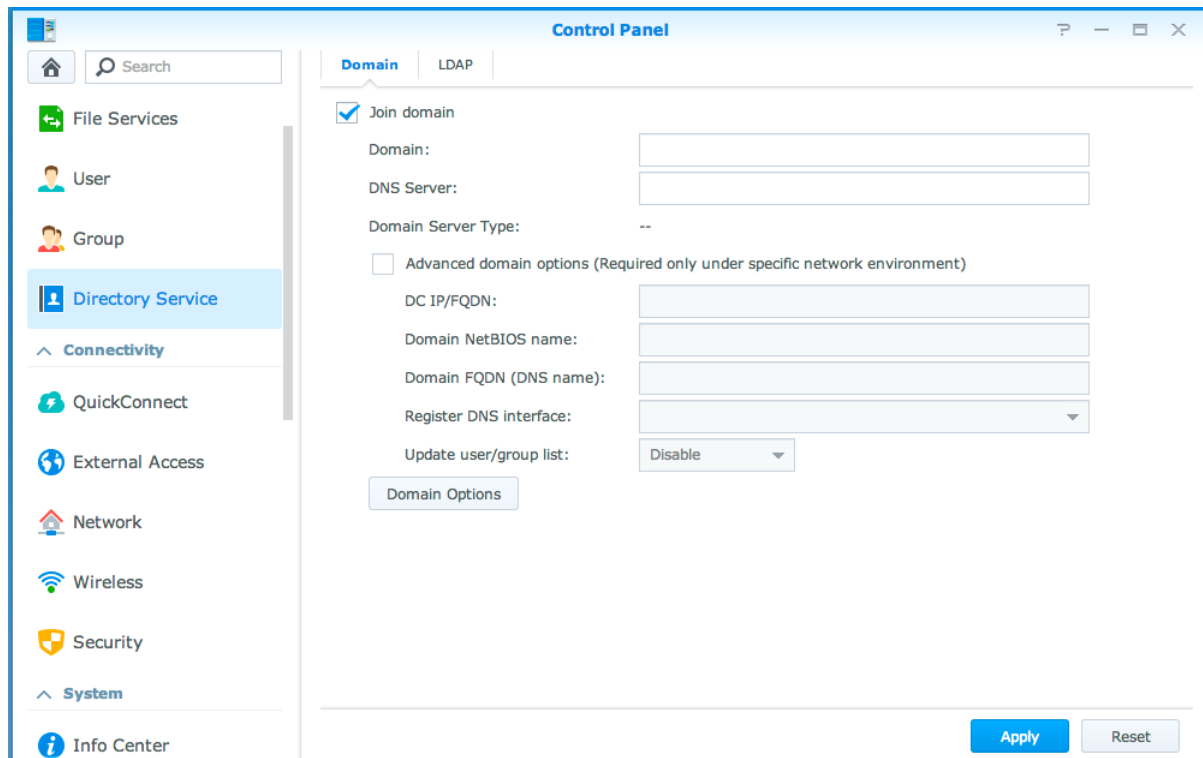 Control Panel
Search
File Services
User
Group
Directory Service
Connectivity
QuickConnect
External Access
Network
Wireless
Security
System
Info Center
Domain LDAP
Join domain
Domain:
DNS Server:
Domain Server Type: --
Advanced domain options (Required only under specific network environment)
DC IP/FQDN:
Domain NetBIOS name:
Domain FQDN (DNS name):
Register DNS interface:
Update user/group list: Disable
Domain Options
Apply Reset